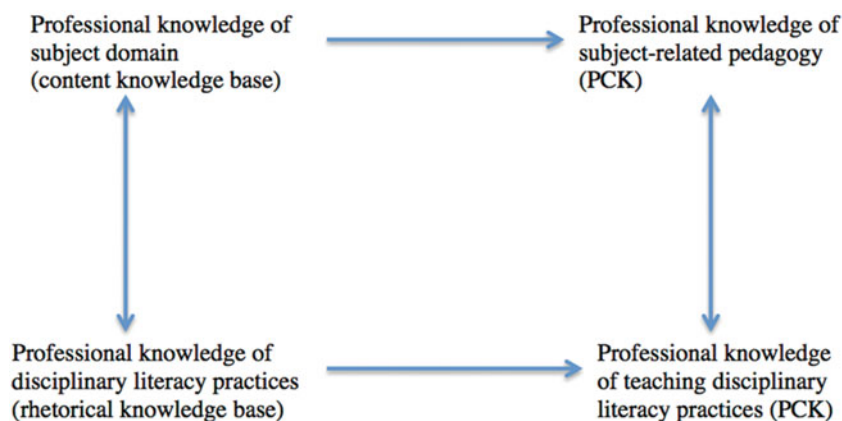 Professional knowledge of
subject domain
(content knowledge base)
Professional knowledge of
subject-related pedagogy
(PCK)
Professional knowledge of
disciplinary literacy practices
(rhetorical knowledge base)
Professional knowledge
of teaching disciplinary
literacy practices (PCK)